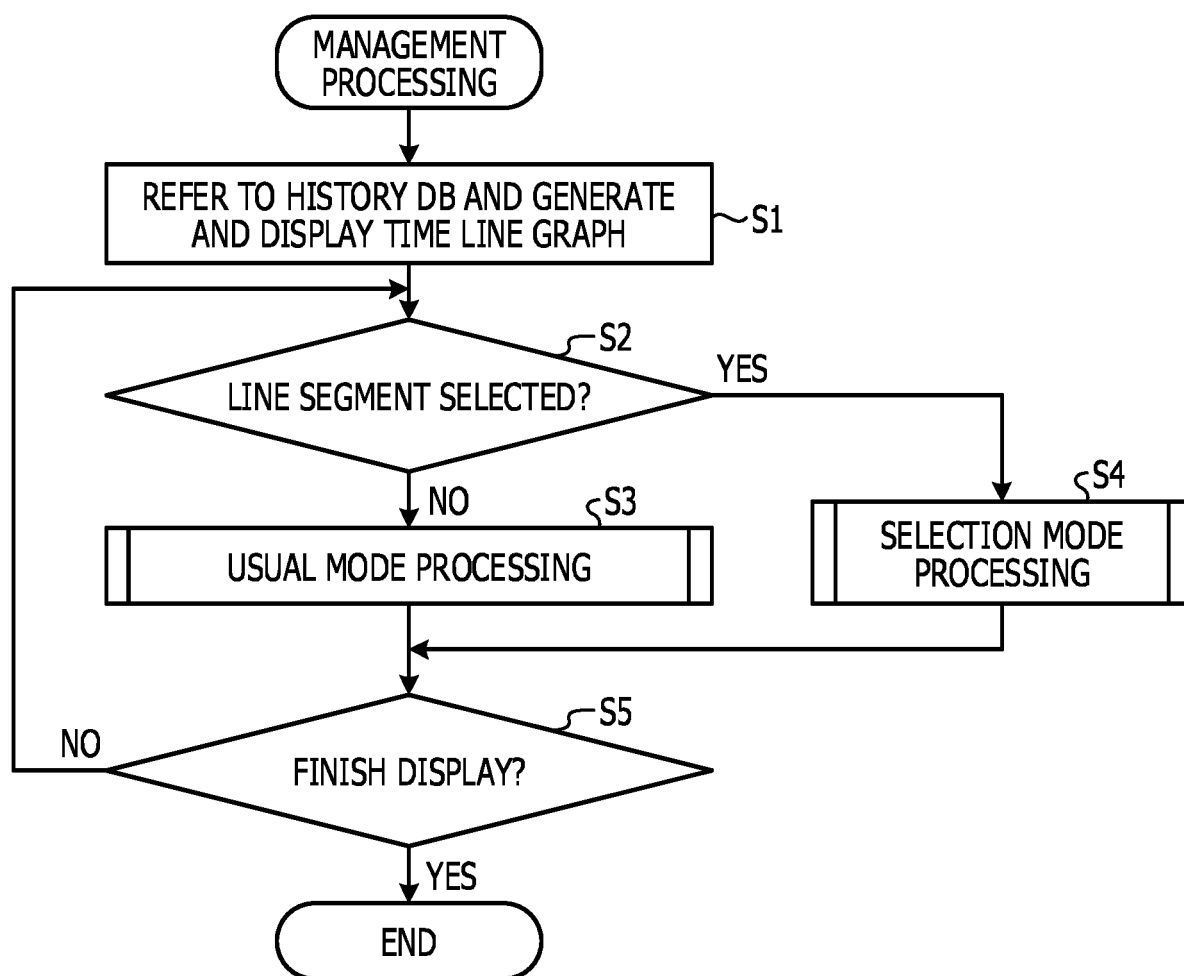 MANAGEMENT
PROCESSING
REFER TO HISTORY DB AND GENERATE
AND DISPLAY TIME LINE GRAPH
S1
S2
LINE SEGMENT SELECTED?
YES
NO
S3
USUAL MODE PROCESSING
S4
SELECTION MODE
PROCESSING
S5
FINISH DISPLAY?
NO
YES
END